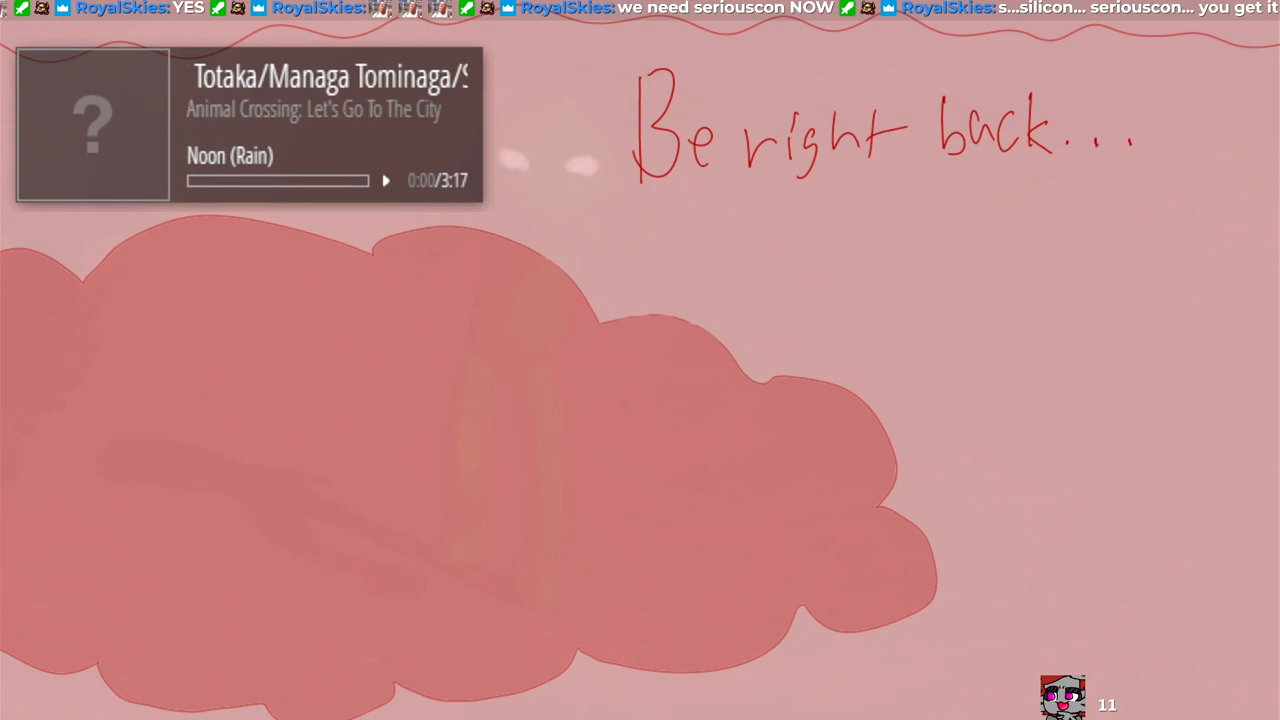 RoyalSkies: YES RoyalSkies: RoyalSkies: we need seriouscon NOW RoyalSkies: s...silicon... seriouscon... you get it
Totaka/Managa Tominaga/S
Animal Crossing: Let's Go To The City
Noon (Rain)
0:00/3:17
?
Be right back...
11